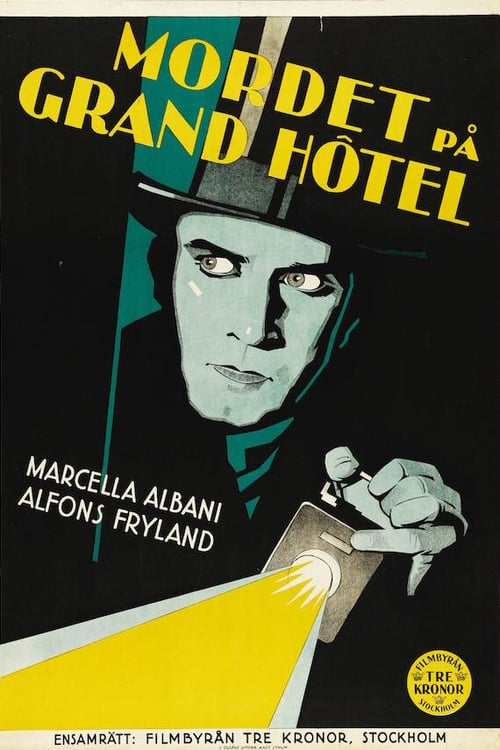 MORDET PÅ
GRAND HÔTEL
MARCELLA ALBANI
ALFONS FRYLAND
FILMBYRÅN
TRE
KRONOR
STOCKHOLM
ENSAMRÄTT: FILMBYRÅN TRE KRONOR, STOCKHOLM